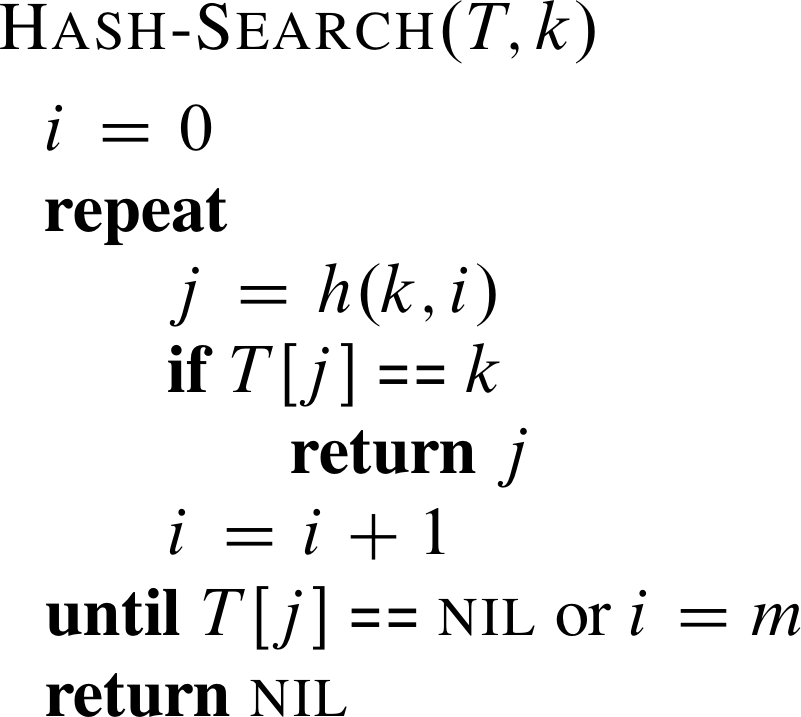 HASH-SEARCH(T, k)
i = 0
repeat
j = h(k, i)
if T[j] == k
return j
i = i + 1
until T[j] == NIL or i = m
return NIL